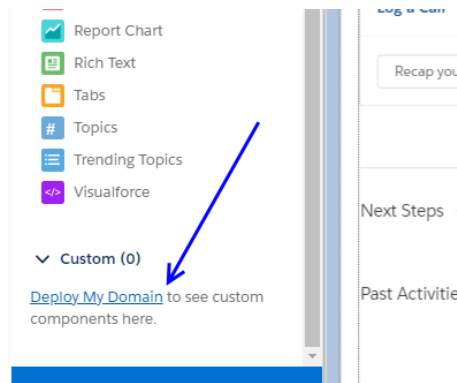 Log a Call
Report Chart
Rich Text
Recap you
Tabs
# Topics
Trending Topics
</> Visualforce
Next Steps
Custom (0)
Deploy My Domain to see custom
components here.
Past Activitie